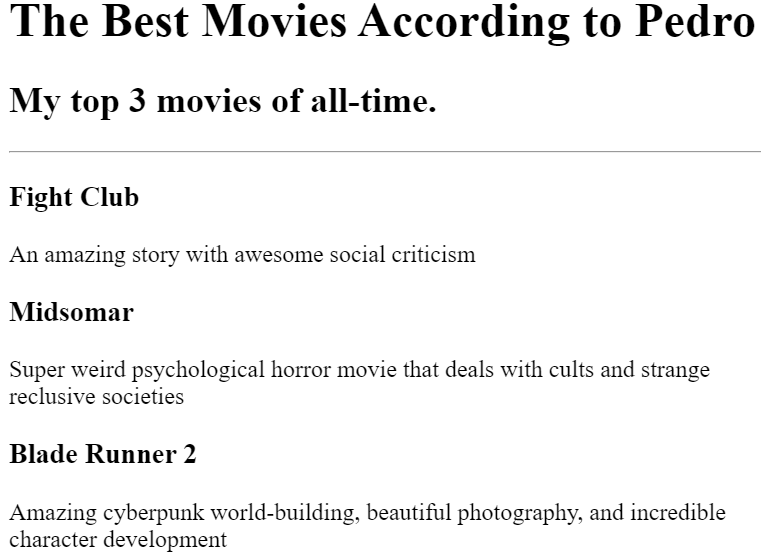 The Best Movies According to Pedro
My top 3 movies of all-time.
Fight Club
An amazing story with awesome social criticism
Midsomar
Super weird psychological horror movie that deals with cults and strange
reclusive societies
Blade Runner 2
Amazing cyberpunk world-building, beautiful photography, and incredible
character development